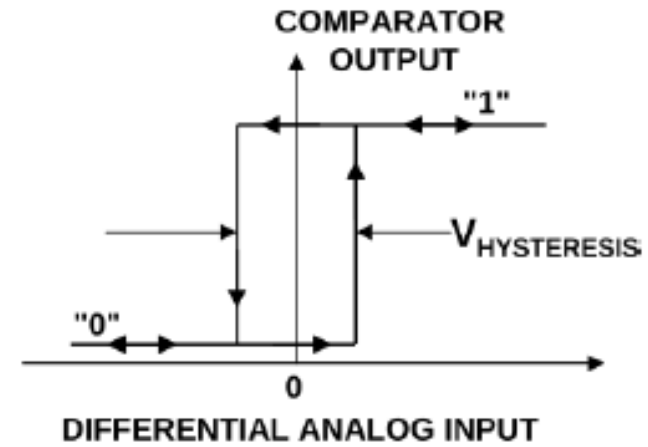 COMPARATOR
OUTPUT
"1"
VHYSTERESIS
"0"
0
DIFFERENTIAL ANALOG INPUT